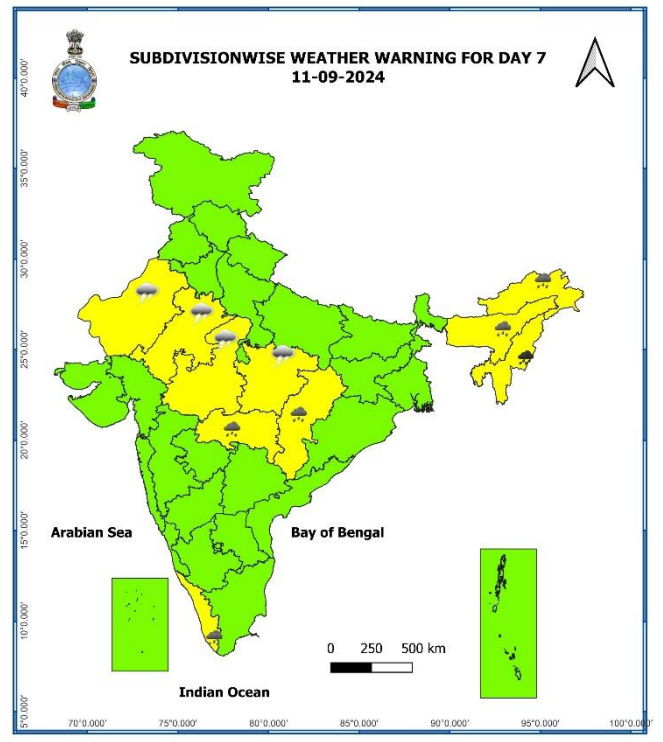 SUBDIVISIONWISE WEATHER WARNING FOR DAY 7
11-09-2024
40°0.000'
35°0.000'
30°0.000'
25°0.000'
20°0.000'
15°0.000'
10°0.000'
5°0.000'
Arabian Sea
Bay of Bengal
0 250 500 km
Indian Ocean
70°0.000' 75°0.000' 80°0.000' 85°0.000' 90°0.000' 95°0.000' 100°0.000'